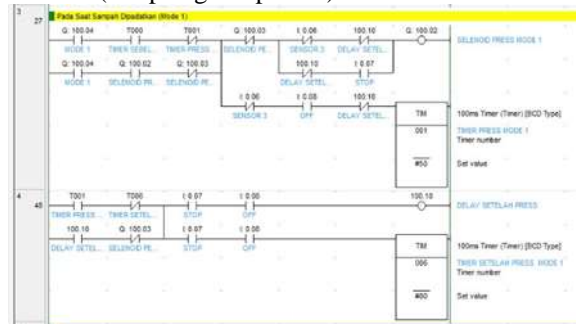 3
27
Pada Saat Sampah Dipadatkan (Mode 1)
Q: 100.04 T000 T001 Q: 100.03 I: 0.06 100.10 Q: 100.02
MODE 1 TIMER SEBEL... TIMER PRESS... SELENOID PE... SENSOR 3 DELAY SETEL... SELENOID PRESS MODE 1
Q: 100.04 Q: 100.02 Q: 100.03 100.10 I: 0.07
MODE 1 SELENOID PR... SELENOID PE... DELAY SETEL... STOP
I: 0.06 I: 0.08 100.10
SENSOR 3 OFF DELAY SETEL...
TIM 100ms Timer (Timer) [BCD Type]
001 TIMER PRESS MODE 1
Timer number
#50 Set value
4
T001 T006 I: 0.07 I: 0.08 100.10
TIMER PRESS... TIMER SETEL... STOP OFF DELAY SETELAH PRESS
100.10 Q: 100.03 I: 0.07 I: 0.08
DELAY SETEL... SELENOID PE... STOP OFF
TIM 100ms Timer (Timer) [BCD Type]
006 TIMER SETELAH PRESS MODE 1
Timer number
Set value